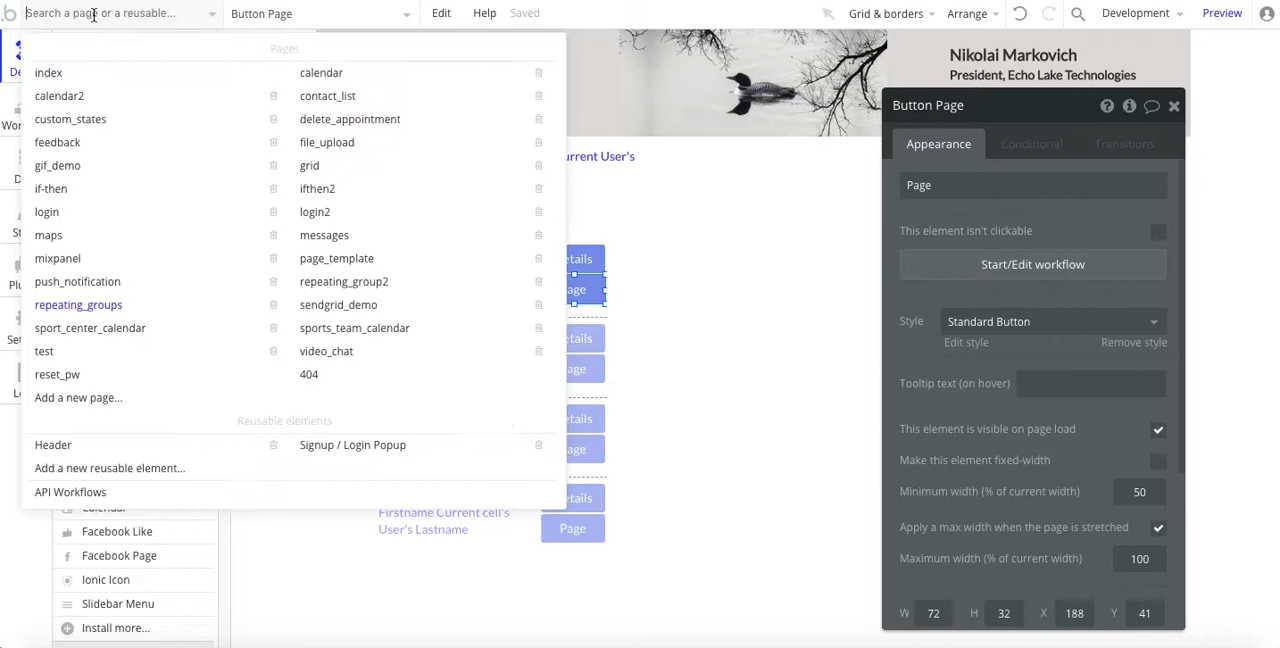 Search a page or a reusable...
Button Page
Edit
Help
Saved
Grid & borders
Arrange
Development
Preview
Pages
index
calendar
calendar2
contact_list
custom_states
delete_appointment
feedback
file_upload
gif_demo
grid
if-then
ifthen2
login
login2
maps
messages
mixpanel
page_template
push_notification
repeating_group2
repeating_groups
sendgrid_demo
sport_center_calendar
sports_team_calendar
test
video_chat
reset_pw
404
Add a new page...
Reusable elements
Header
Signup / Login Popup
Add a new reusable element...
API Workflows
Calendar
Facebook Like
Facebook Page
Ionic Icon
Slidebar Menu
Install more...
Nikolai Markovich
President, Echo Lake Technologies
urrent User's
etails
age
etails
age
etails
age
etails
Page
Firstname Current cell's
User's Lastname
Button Page
Appearance
Conditional
Transitions
Page
This element isn't clickable
Start/Edit workflow
Style
Standard Button
Edit style
Remove style
Tooltip text (on hover)
This element is visible on page load
Make this element fixed-width
Minimum width (% of current width)
50
Apply a max width when the page is stretched
Maximum width (% of current width)
100
W 72 H 32 X 188 Y 41